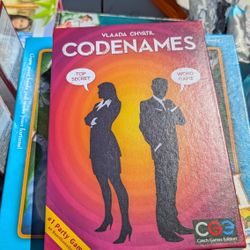 VLAADA CHVÁTIL
CODENAMES
TOP
SECRET
WORD
GAME
#1 Party Game
CGE
Czech Games Edition